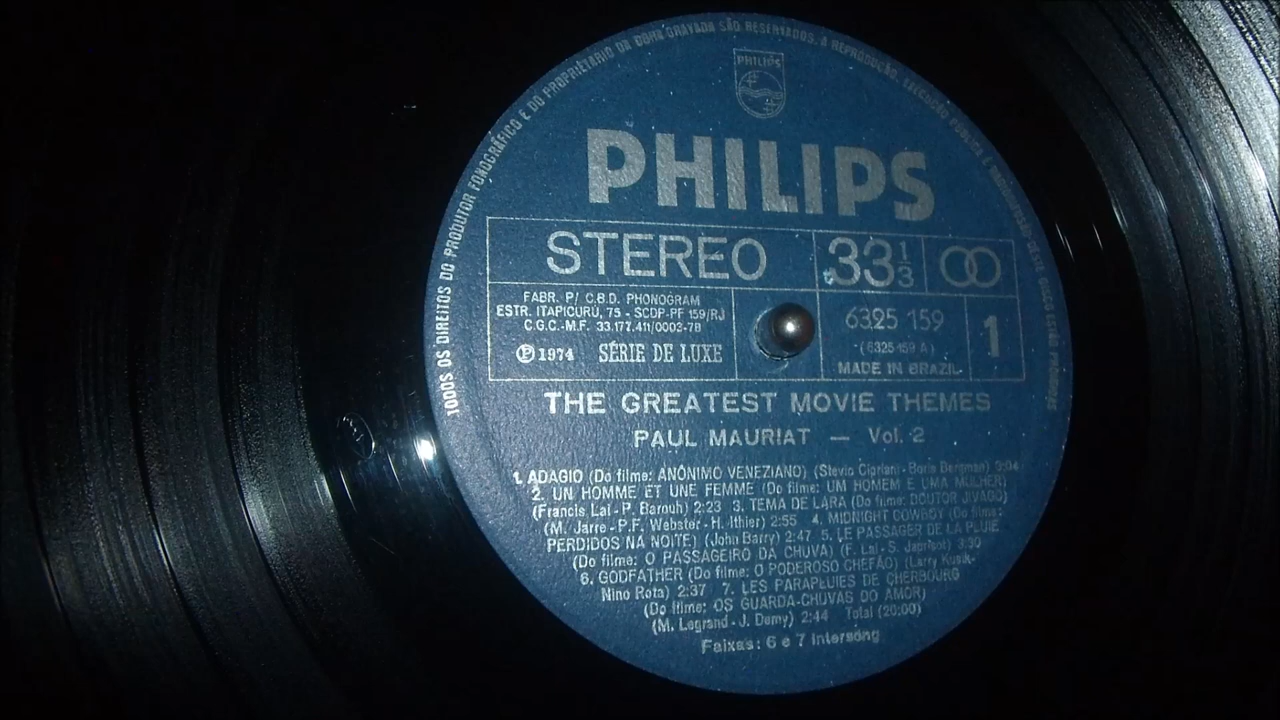 TODOS OS DIREITOS DO PRODUTOR FONOGRÁFICO E DO PROPRIETÁRIO DA OBRA GRAVADA SÃO RESERVADOS. A REPRODUÇÃO, EXECUÇÃO PÚBLICA E
PHILIPS
PHILIPS
STEREO
33 1/3
FABR. P/ C.B.D. PHONOGRAM
ESTR. ITAPICURÚ, 75 - SCDP-PF 159/RJ
C.G.C.-M.F. 33.177.411/0002-78
Ⓟ 1974 SÉRIE DE LUXE
6325 159
(6325 159 A)
MADE IN BRAZIL
1
THE GREATEST MOVIE THEMES
PAUL MAURIAT — Vol. 2
1. ADAGIO (Do filme: ANÔNIMO VENEZIANO) (Stevio Cipriani - Boris Bergman) 3:04
2. UN HOMME ET UNE FEMME (Do filme: UM HOMEM E UMA MULHER)
(Francis Lai - P. Barouh) 2:23 3. TEMA DE LARA (Do filme: DOUTOR JIVAGO)
(M. Jarre - P.F. Webster - H. Ithier) 2:55 4. MIDNIGHT COWBOY (Do filme:
PERDIDOS NA NOITE) (John Barry) 2:47 5. LE PASSAGER DE LA PLUIE
(Do filme: O PASSAGEIRO DA CHUVA) (F. Lai - S. Japrisot) 3:30
6. GODFATHER (Do filme: O PODEROSO CHEFÃO) (Larry Kusik-
Nino Rota) 2:37 7. LES PARAPLUIES DE CHERBOURG
(Do filme: OS GUARDA-CHUVAS DO AMOR)
(M. Legrand - J. Demy) 2:44 Total (20:00)
Faixas: 6 e 7 Intersong